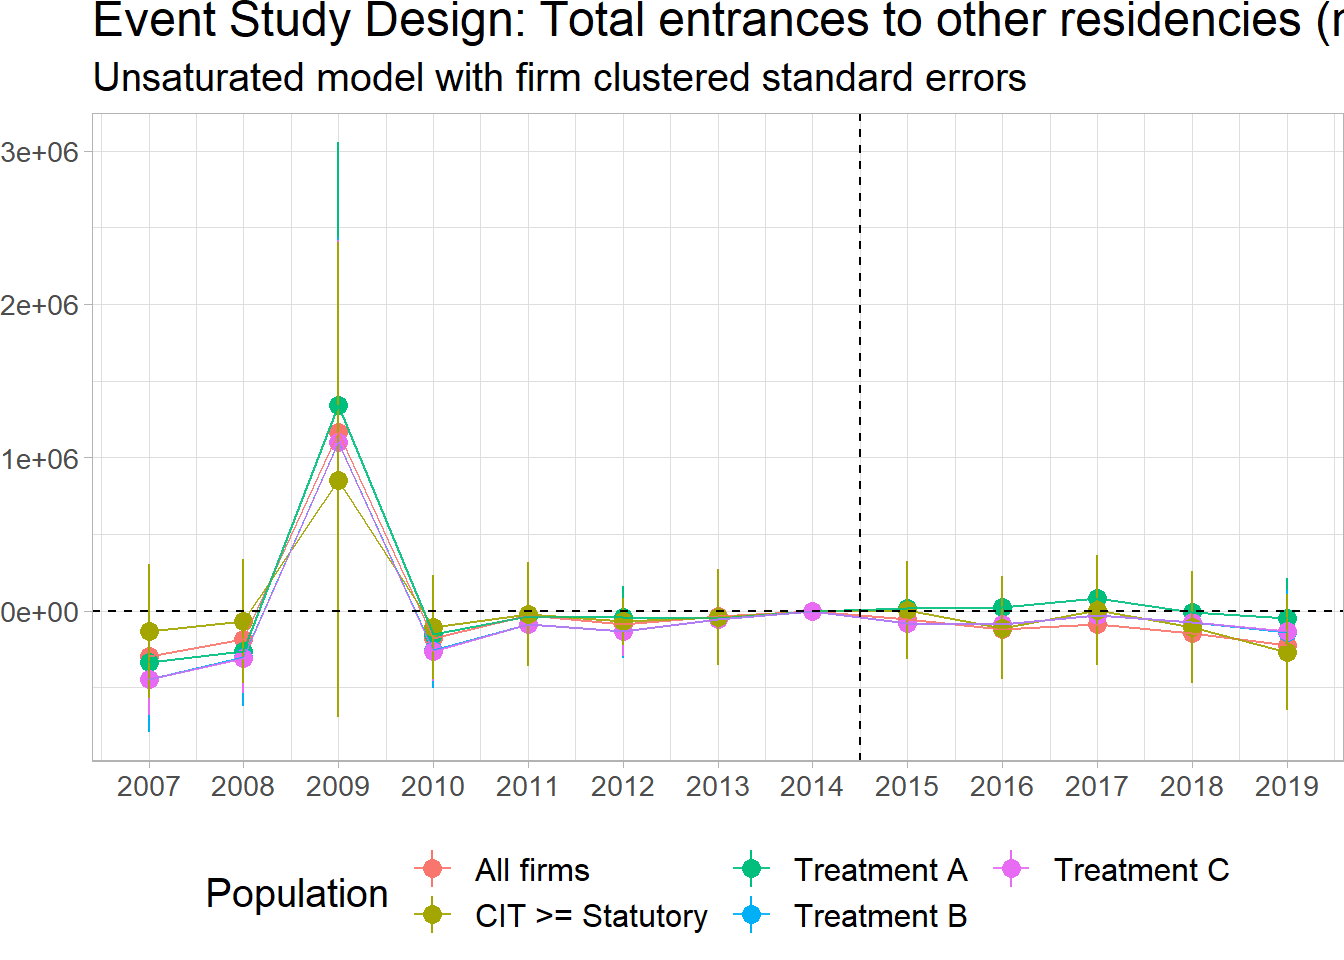 Event Study Design: Total entrances to other residencies (
Unsaturated model with firm clustered standard errors
3e+06
2e+06
1e+06
0e+00
2007 2008 2009 2010 2011 2012 2013 2014 2015 2016 2017 2018 2019
Population
All firms
CIT >= Statutory
Treatment A
Treatment B
Treatment C